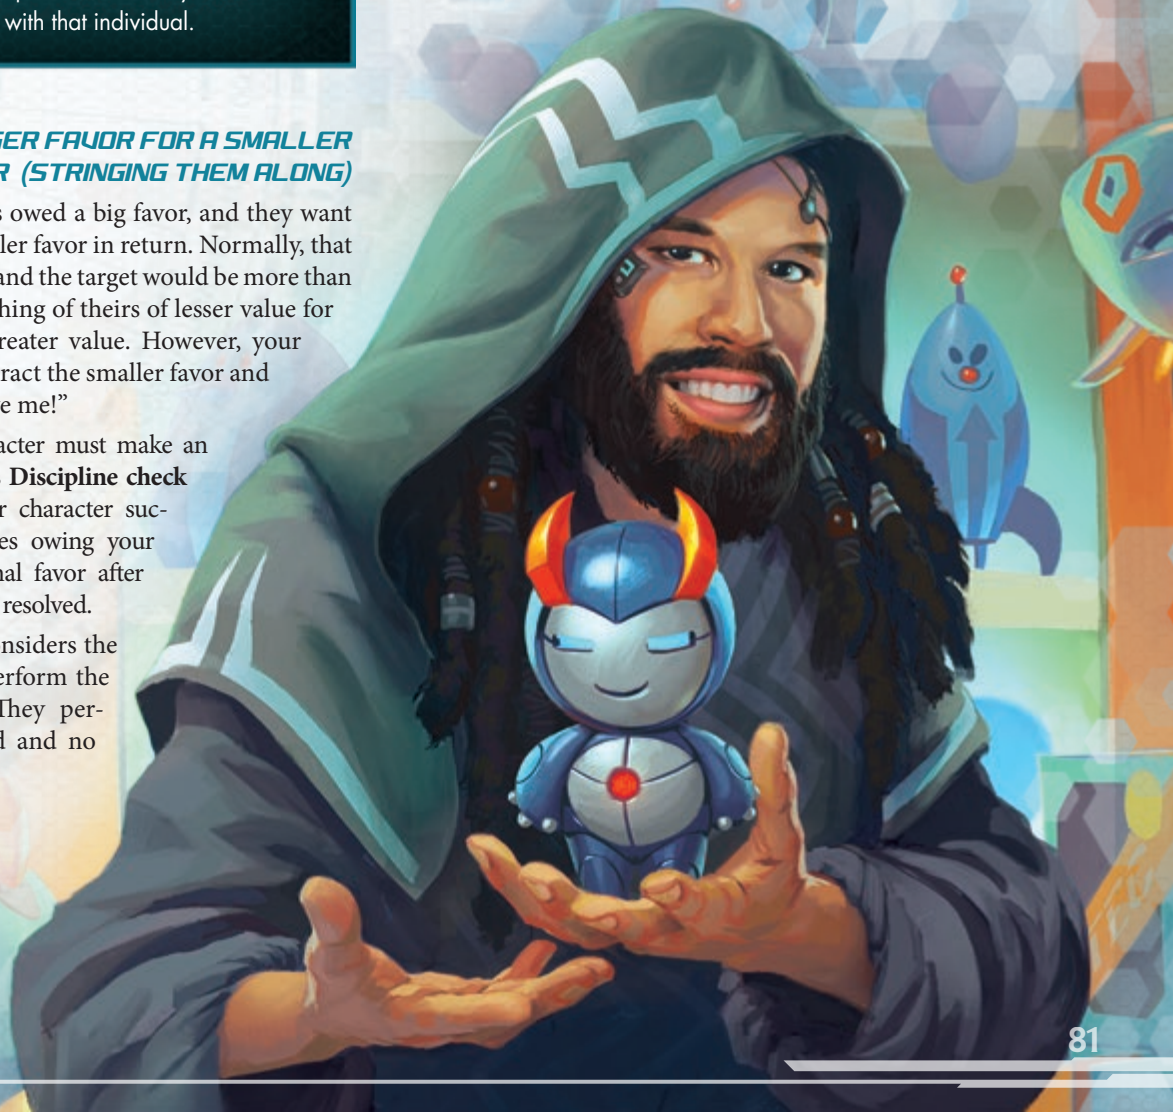 with that individual.
GER FAVOR FOR A SMALLER
R (STRINGING THEM ALONG)
s owed a big favor, and they want
ler favor in return. Normally, that
and the target would be more than
hing of theirs of lesser value for
reater value. However, your
ract the smaller favor and
e me!”
acter must make an
Discipline check
r character suc-
es owing your
nal favor after
resolved.
onsiders the
erform the
They per-
d and no
81